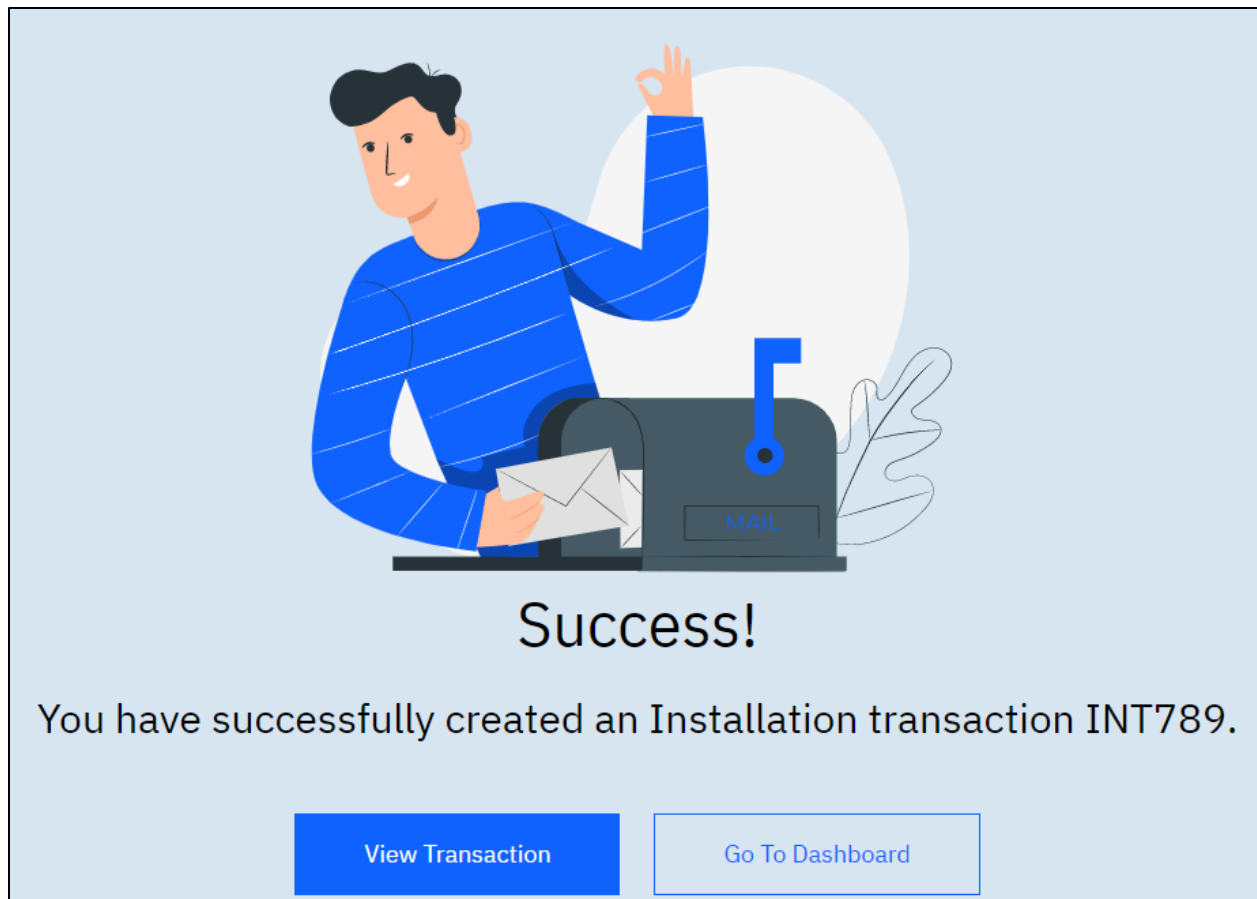 MAIL
Success!
You have successfully created an Installation transaction INT789.
View Transaction
Go To Dashboard